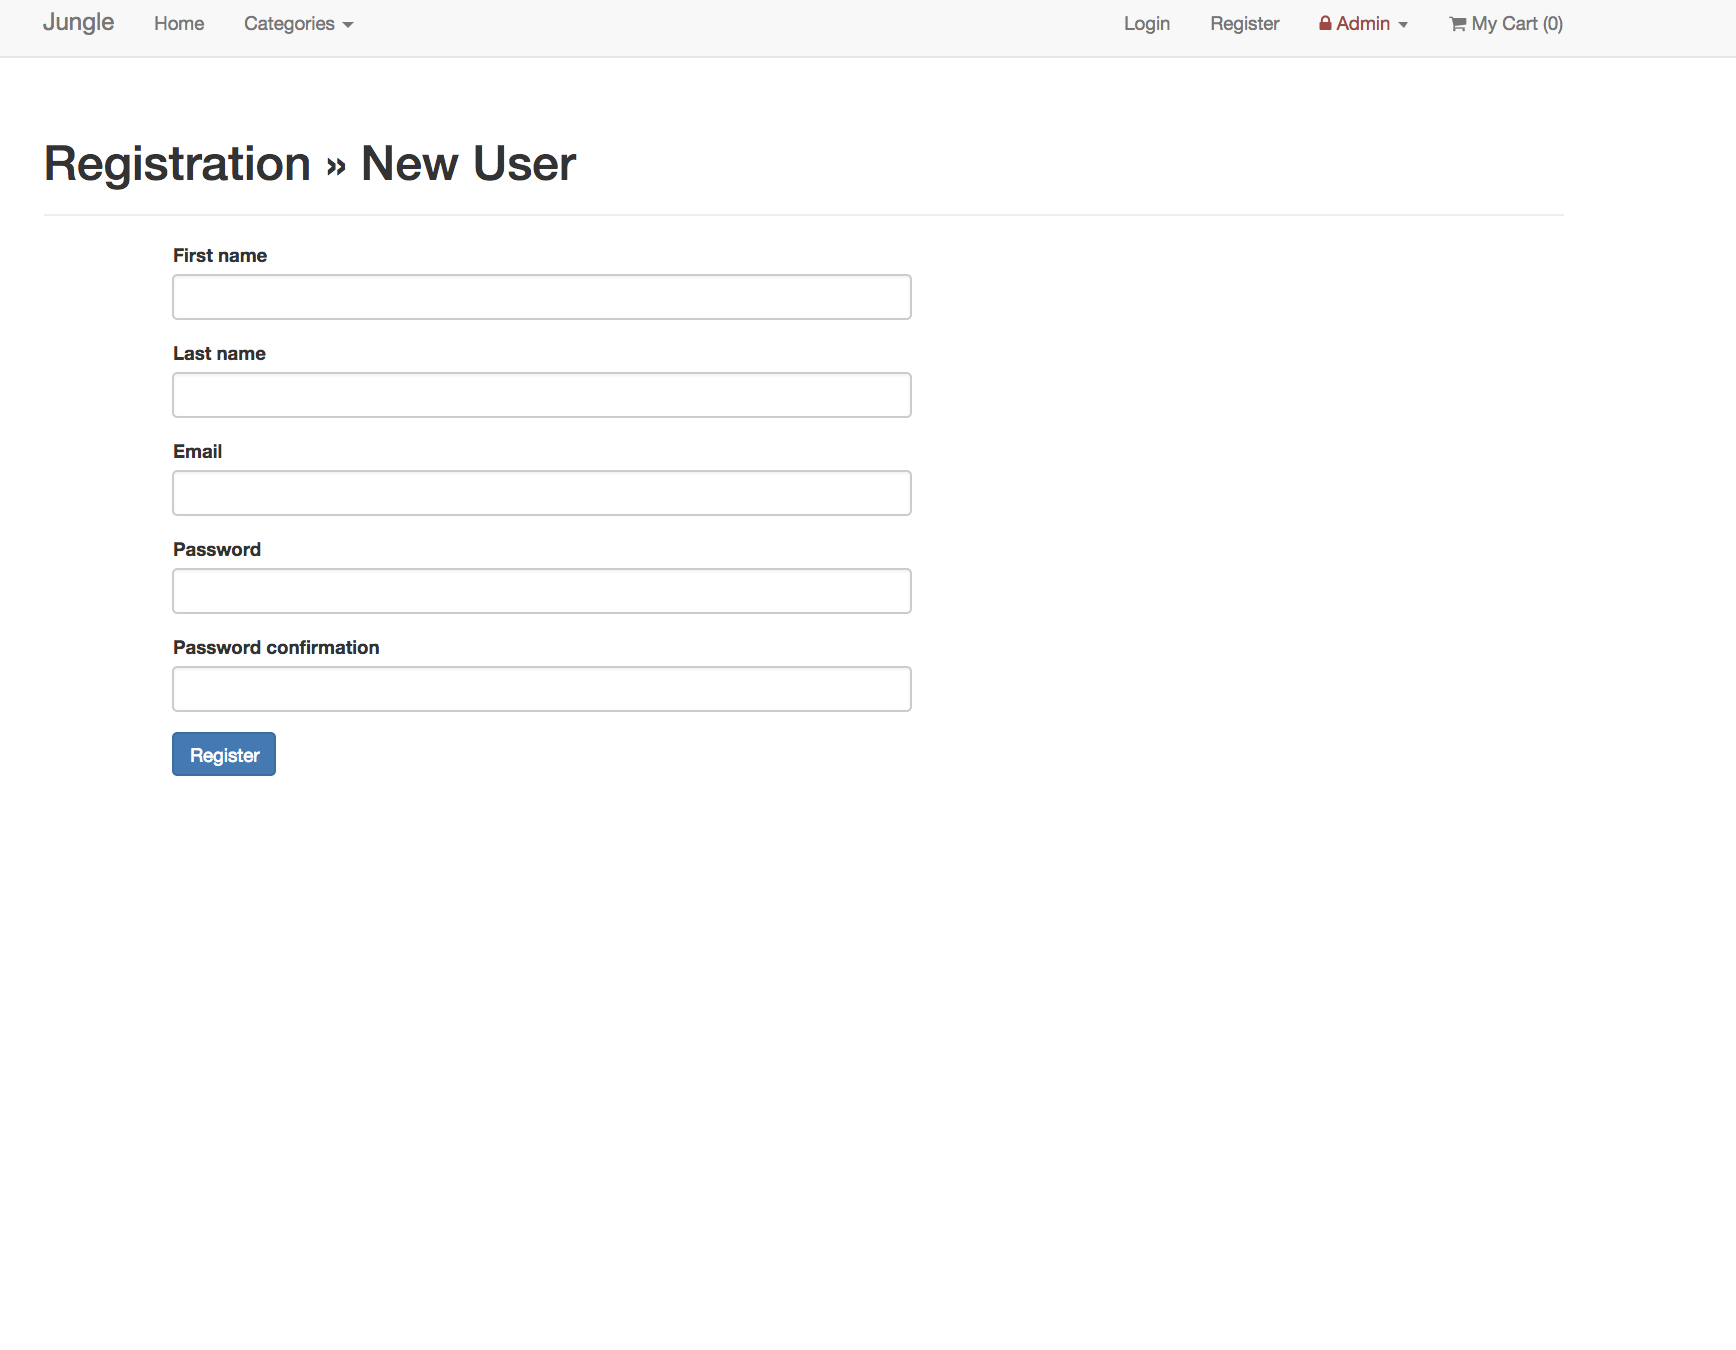 Jungle Home Categories Login Register Admin My Cart (0)
Registration » New User
First name
Last name
Email
Password
Password confirmation
Register